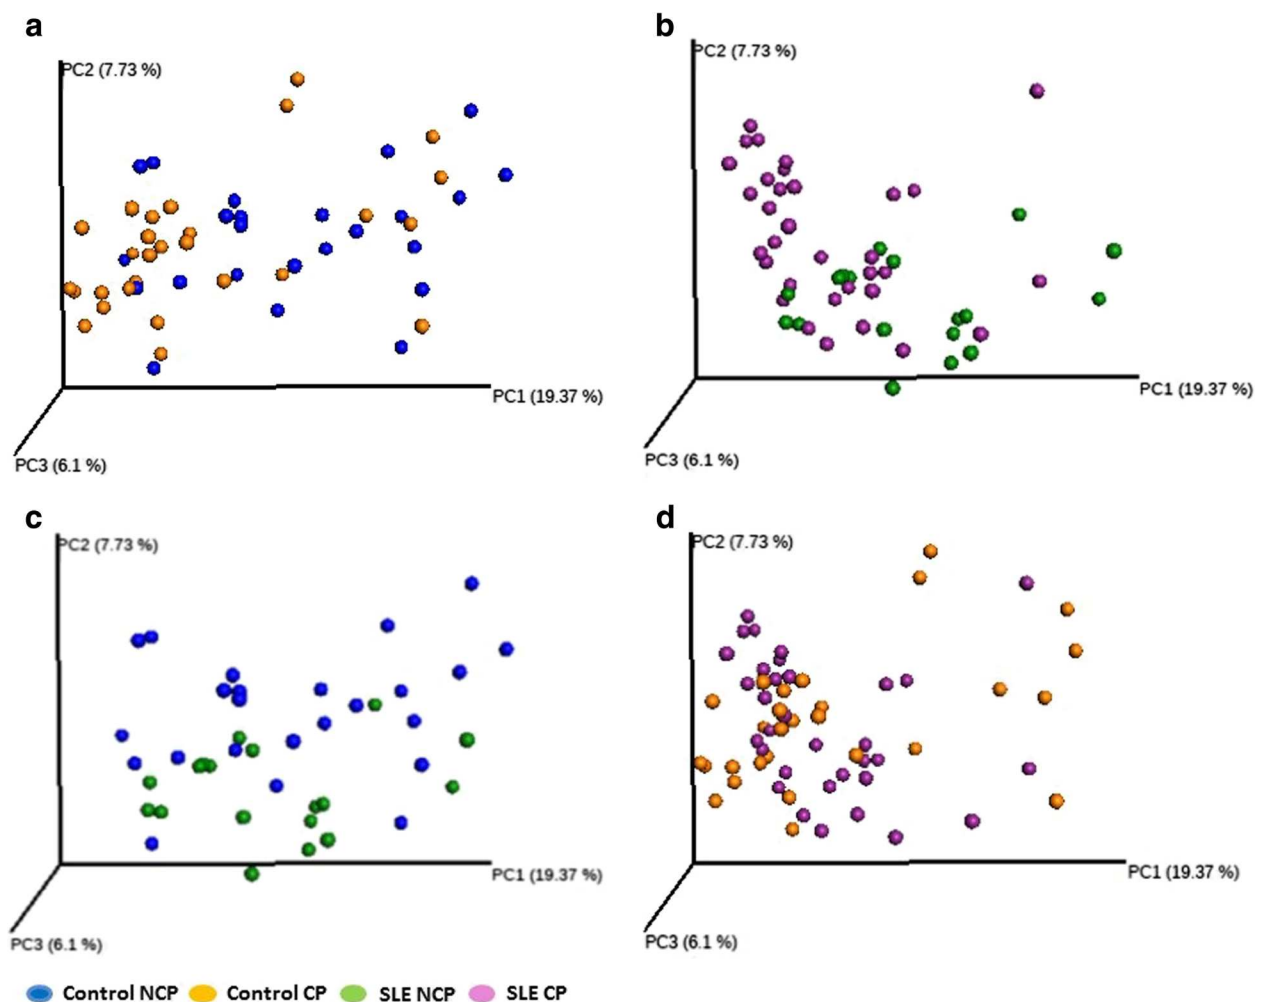 a
PC2 (7.73 %)
PC1 (19.37 %)
PC3 (6.1 %)
b
PC2 (7.73 %)
PC1 (19.37 %)
PC3 (6.1 %)
c
PC2 (7.73 %)
PC1 (19.37 %)
PC3 (6.1 %)
d
PC2 (7.73 %)
PC1 (19.37 %)
PC3 (6.1 %)
Control NCP Control CP SLE NCP SLE CP